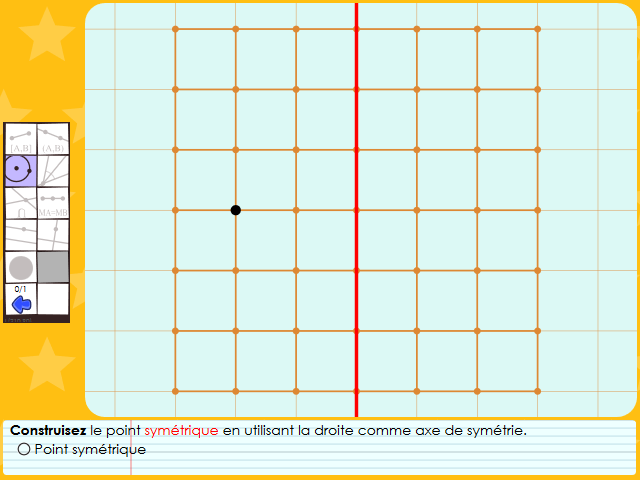 [A,B] (A,B)
∩ MA=MB
0/1
Construisez le point symétrique en utilisant la droite comme axe de symétrie.
Point symétrique